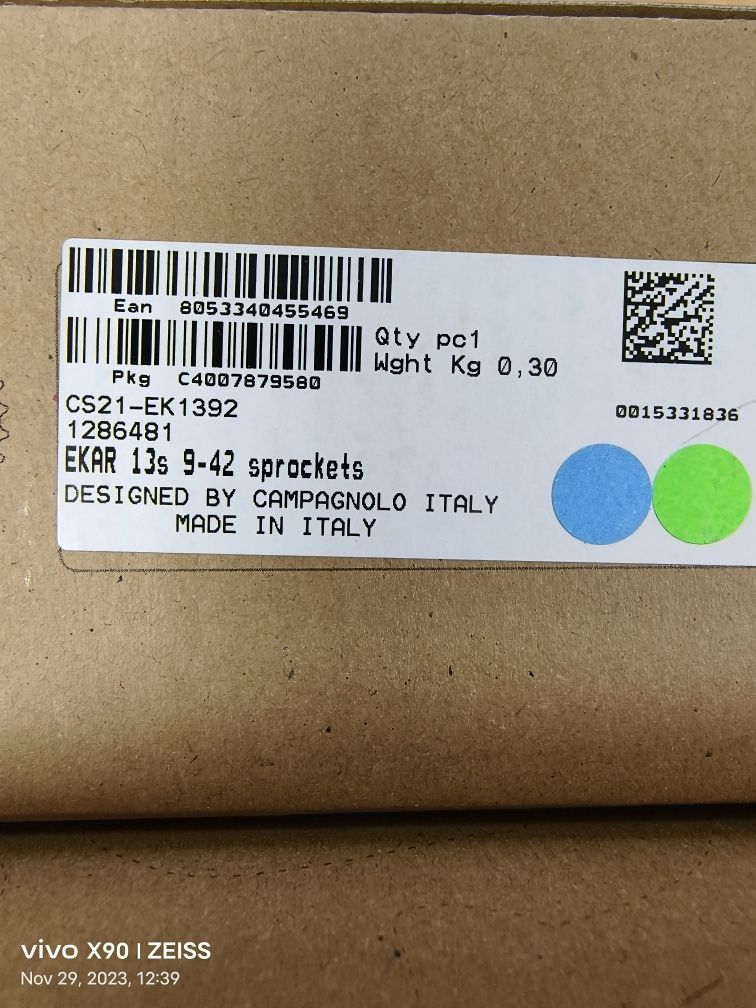 Ean 8053340455469
Pkg C4007879580
Qty pc1
Wght Kg 0,30
0015331836
CS21-EK1392
1286481
EKAR 13s 9-42 sprockets
DESIGNED BY CAMPAGNOLO ITALY
MADE IN ITALY
vivo X90 | ZEISS
Nov 29, 2023, 12:39